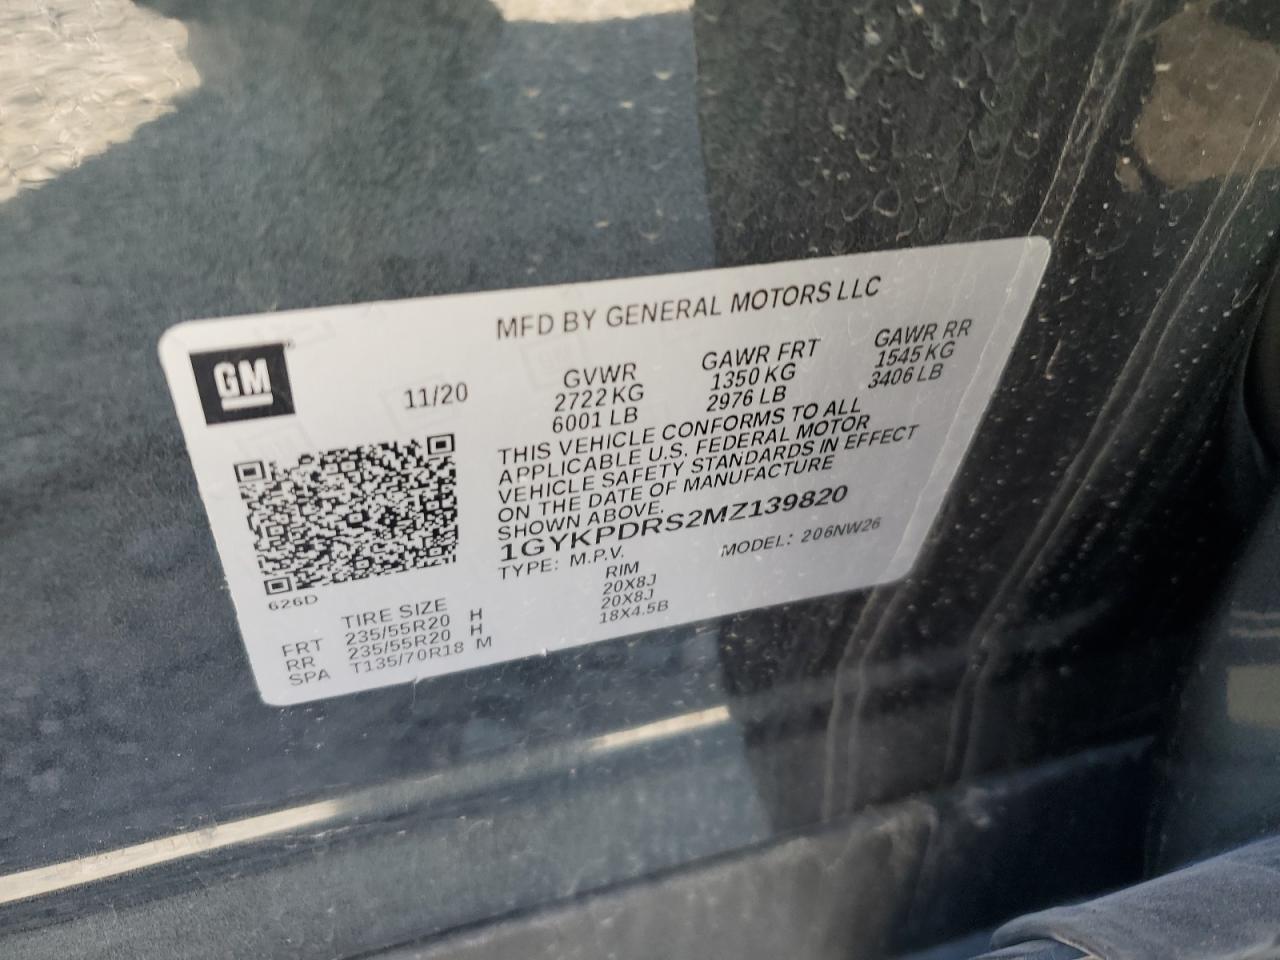 MFD BY GENERAL MOTORS LLC
GM
11/20
GVWR
2722 KG
6001 LB
GAWR FRT
1350 KG
2976 LB
GAWR RR
1545 KG
3406 LB
THIS VEHICLE CONFORMS TO ALL
APPLICABLE U.S. FEDERAL MOTOR
VEHICLE SAFETY STANDARDS IN EFFECT
ON THE DATE OF MANUFACTURE
SHOWN ABOVE.
1GYKPDRS2MZ139820
TYPE: M.P.V. MODEL: 206NW26
626D
TIRE SIZE RIM
FRT 235/55R20 H 20X8J
RR 235/55R20 H 20X8J
SPA T135/70R18 M 18X4.5B